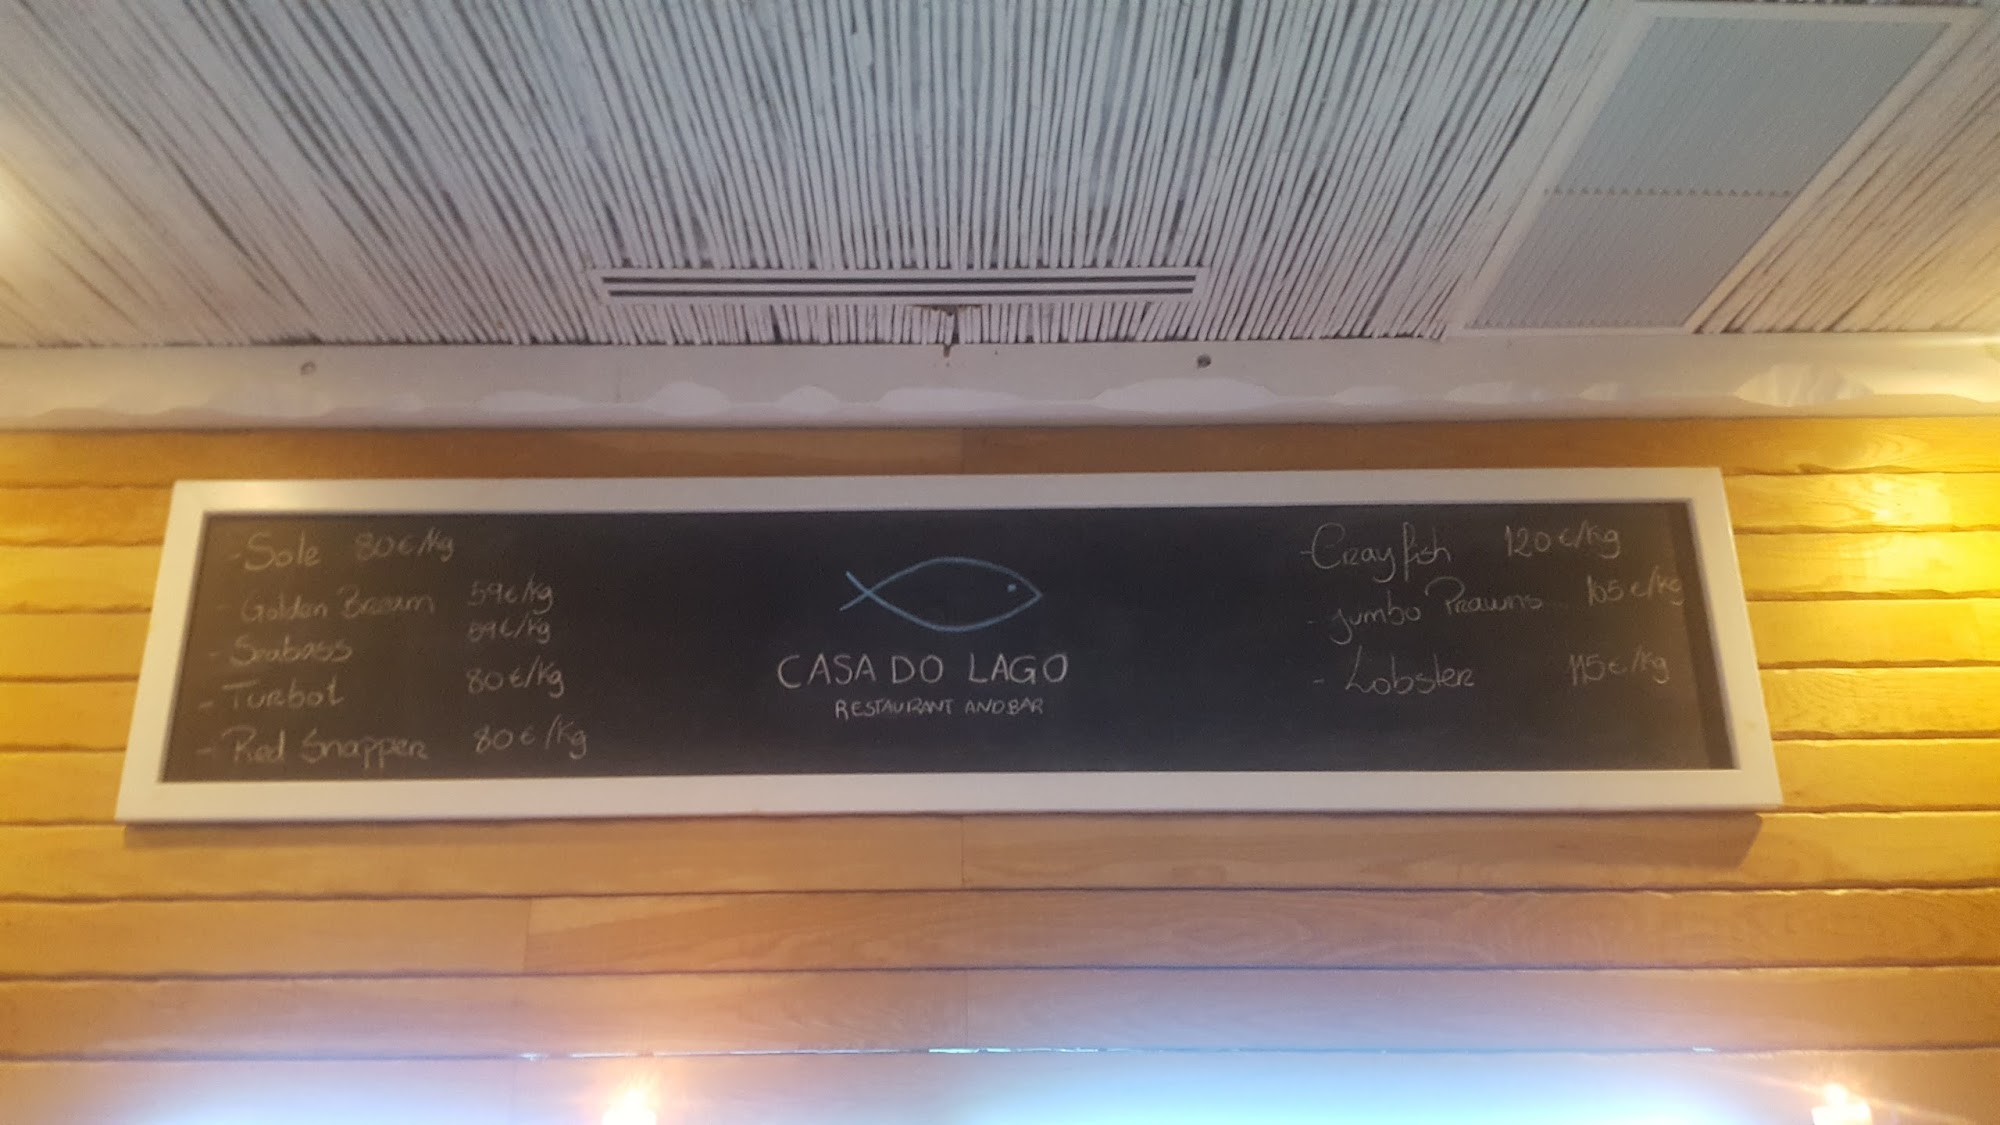 - Sole 80€/Kg
- Golden Bream 59€/Kg
- Seabass 59€/Kg
- Turbot 80€/Kg
- Red Snapper 80€/Kg
CASA DO LAGO
RESTAURANT AND BAR
- Crayfish 120€/Kg
- Jumbo Prawns 105€/Kg
- Lobster 115€/Kg